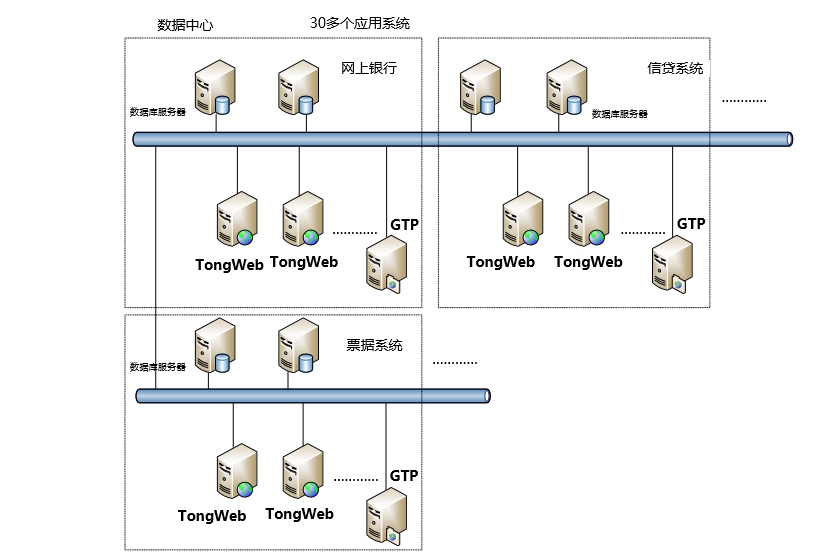 数据中心
30多个应用系统
网上银行
信贷系统
数据库服务器
数据库服务器
............
............
GTP
............
GTP
TongWeb
TongWeb
TongWeb
TongWeb
票据系统
............
数据库服务器
............
GTP
TongWeb
TongWeb